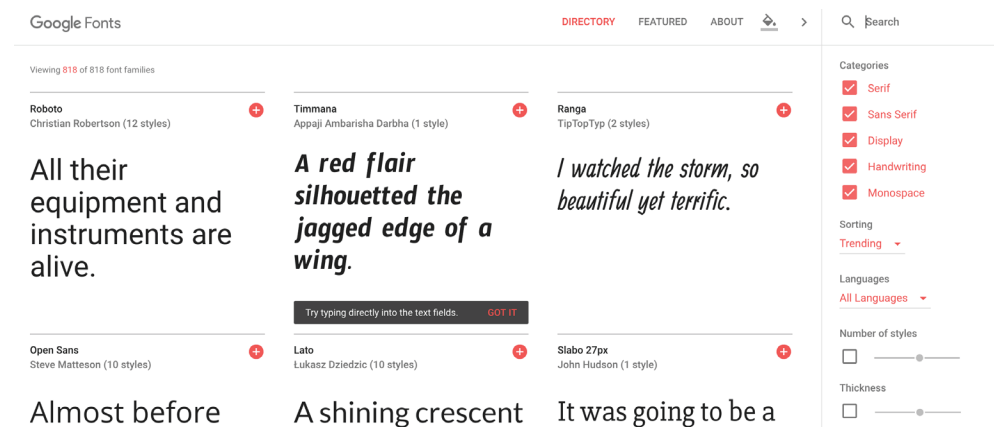 Google Fonts
DIRECTORY FEATURED ABOUT
Search
Viewing 818 of 818 font families
Roboto
Christian Robertson (12 styles)
All their
equipment and
instruments are
alive.
Timmana
Appaji Ambarisha Darbha (1 style)
A red flair
silhouetted the
jagged edge of a
wing.
Try typing directly into the text fields. GOT IT
Ranga
TipTopTyp (2 styles)
I watched the storm, so
beautiful yet terrific.
Open Sans
Steve Matteson (10 styles)
Almost before
Lato
Łukasz Dziedzic (10 styles)
A shining crescent
Slabo 27px
John Hudson (1 style)
It was going to be a
Categories
Serif
Sans Serif
Display
Handwriting
Monospace
Sorting
Trending
Languages
All Languages
Number of styles
Thickness